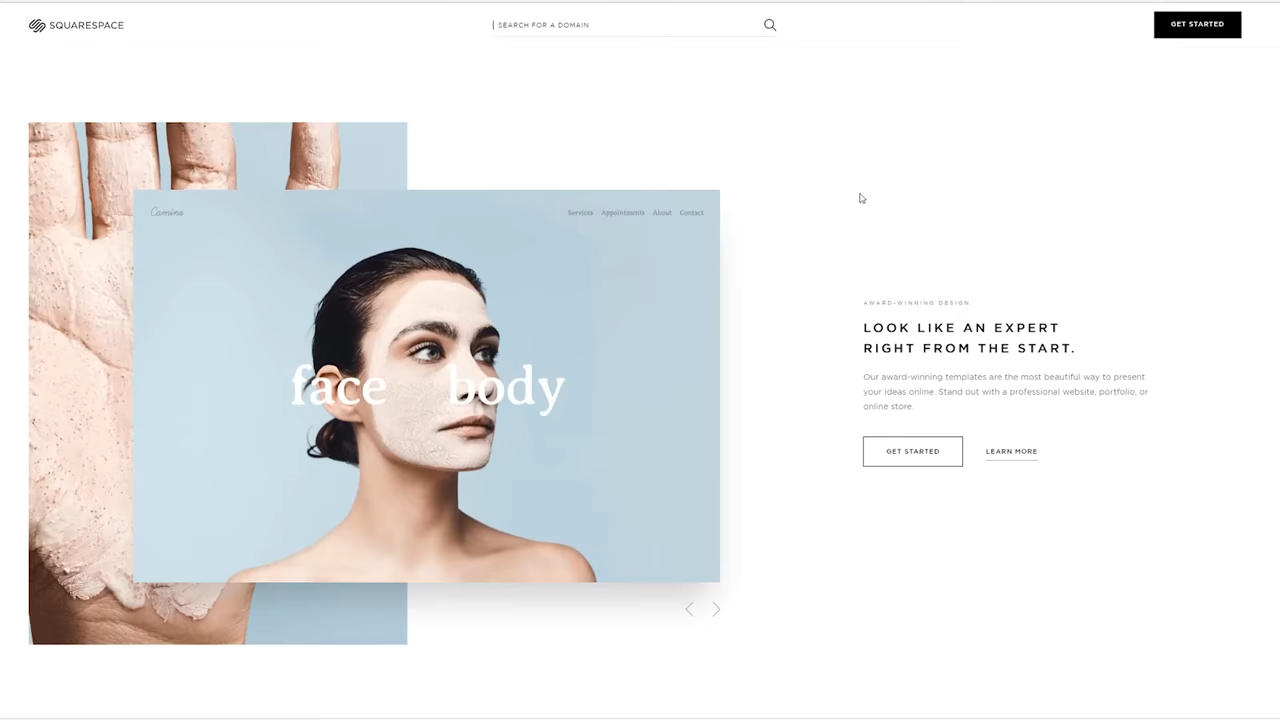 SQUARESPACE
SEARCH FOR A DOMAIN
GET STARTED
Camino
Services Appointments About Contact
face body
AWARD-WINNING DESIGN
LOOK LIKE AN EXPERT
RIGHT FROM THE START.
Our award-winning templates are the most beautiful way to present
your ideas online. Stand out with a professional website, portfolio, or
online store.
GET STARTED
LEARN MORE